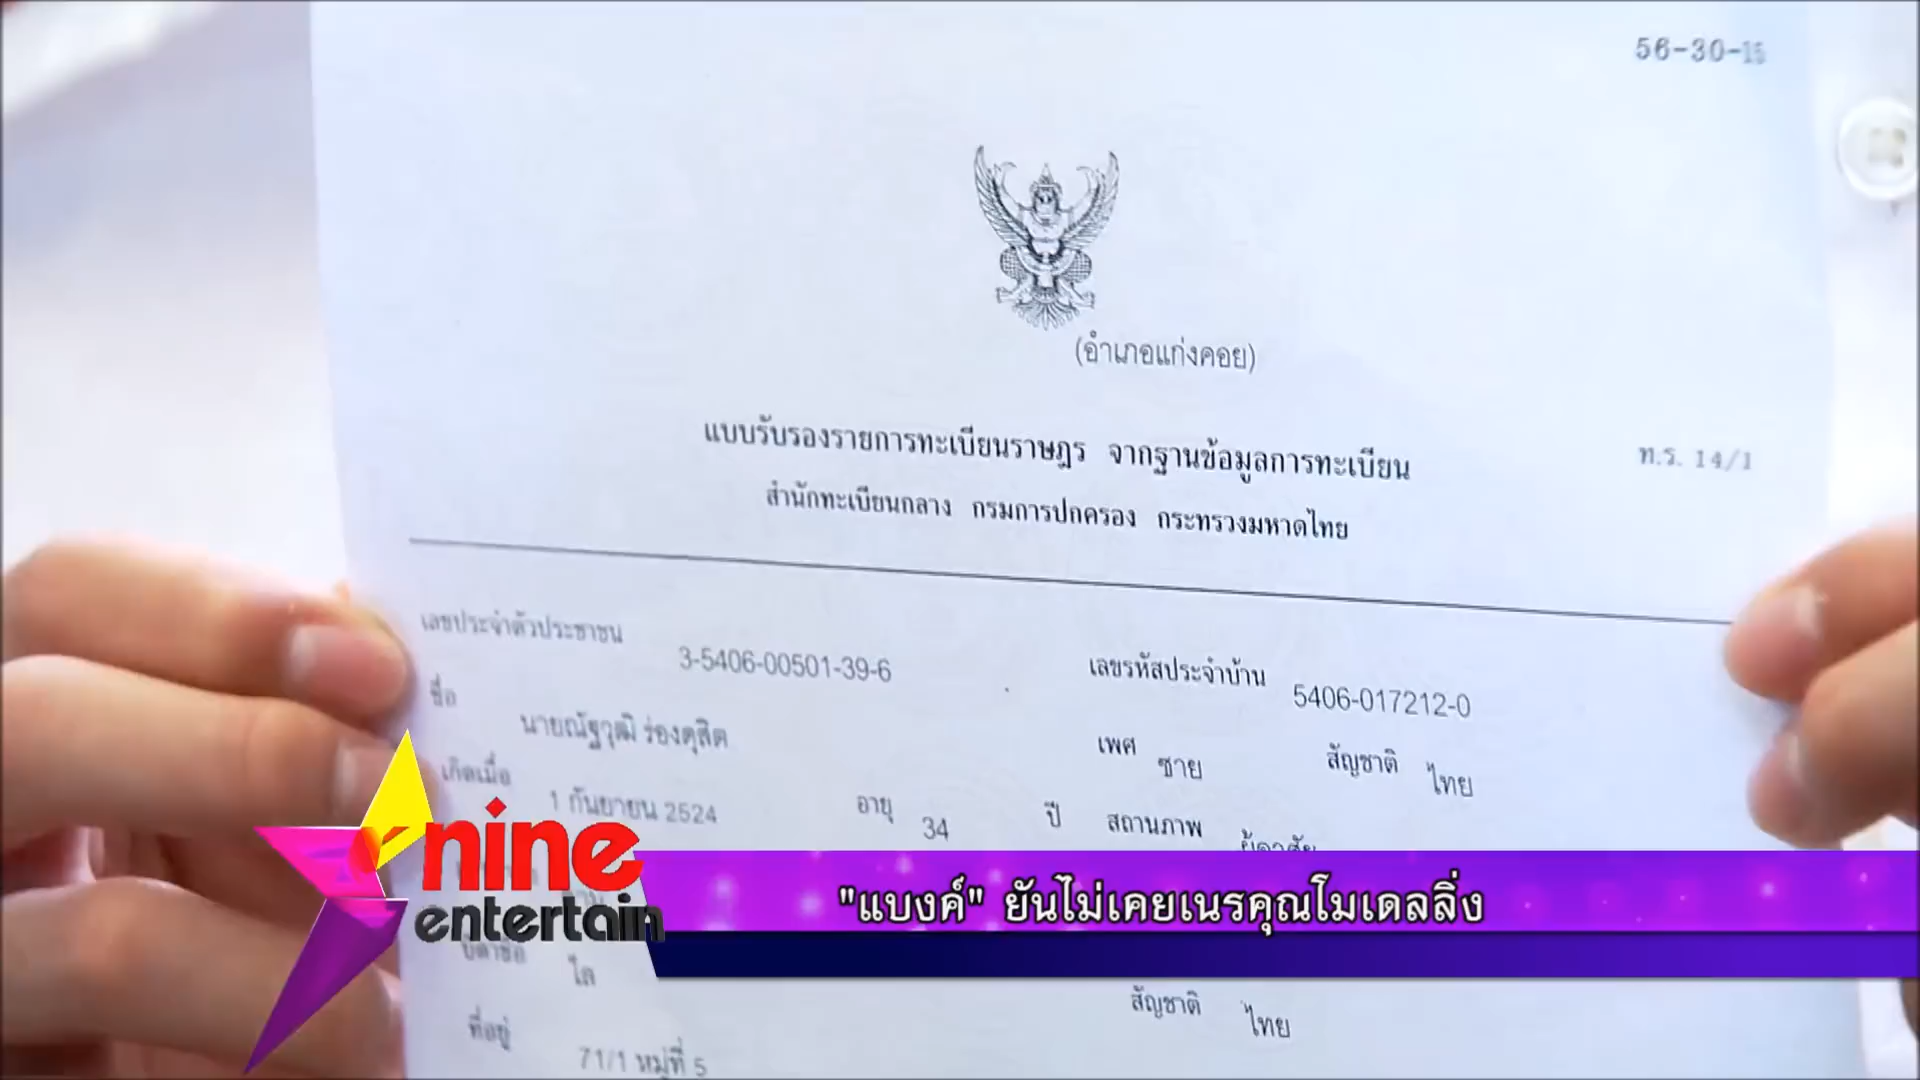 56-30-15
(อำเภอแก่งคอย)
แบบรับรองรายการทะเบียนราษฎร จากฐานข้อมูลการทะเบียน
ท.ร. 14/1
สำนักทะเบียนกลาง กรมการปกครอง กระทรวงมหาดไทย
เลขประจำตัวประชาชน 3-5406-00501-39-6 เลขรหัสประจำบ้าน 5406-017212-0
ชื่อ นายณัฐวุฒิ ร่องดุสิต เพศ ชาย สัญชาติ ไทย
เกิดเมื่อ 1 กันยายน 2524 อายุ 34 ปี สถานภาพ ผู้อาศัย
nine
entertain
"แบงค์" ยันไม่เคยเนรคุณโมเดลลิ่ง
บิดาชื่อ ไล สัญชาติ ไทย
ที่อยู่ 71/1 หมู่ที่ 5